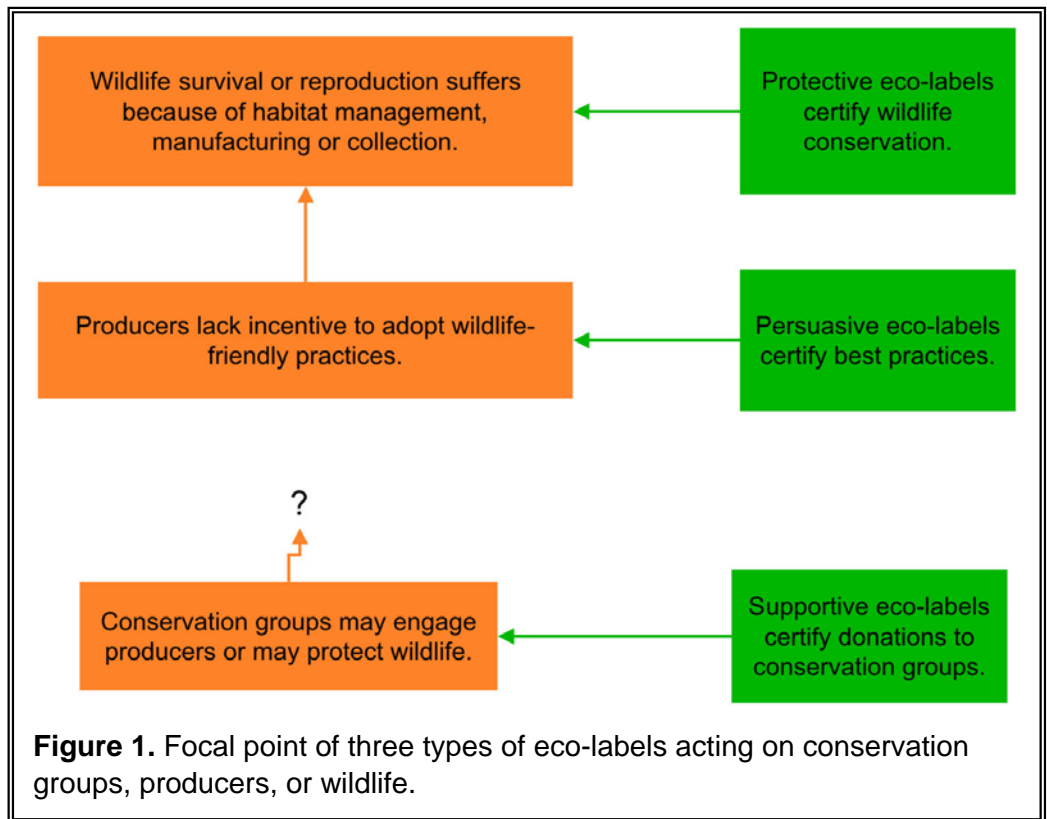 Wildlife survival or reproduction suffers
because of habitat management,
manufacturing or collection.
Protective eco-labels
certify wildlife
conservation.
Producers lack incentive to adopt wildlife-
friendly practices.
Persuasive eco-labels
certify best practices.
?
Conservation groups may engage
producers or may protect wildlife.
Supportive eco-labels
certify donations to
conservation groups.
Figure 1. Focal point of three types of eco-labels acting on conservation
groups, producers, or wildlife.